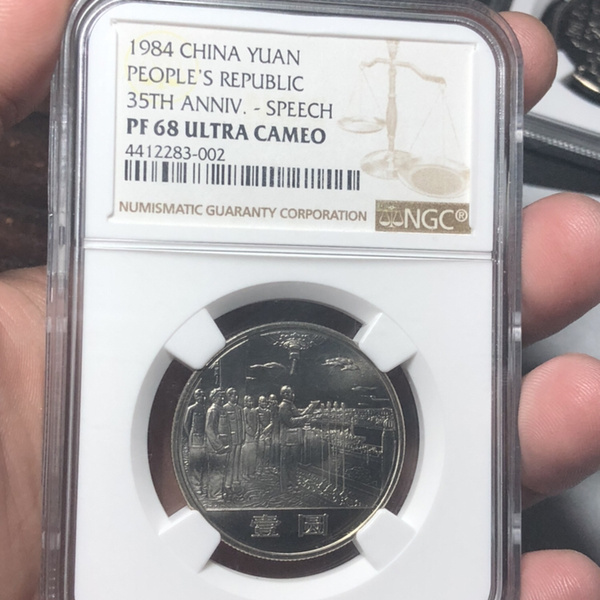 1984 CHINA YUAN
PEOPLE'S REPUBLIC
35TH ANNIV. - SPEECH
PF 68 ULTRA CAMEO
4412283-002
NUMISMATIC GUARANTY CORPORATION
NGC®
壹圆